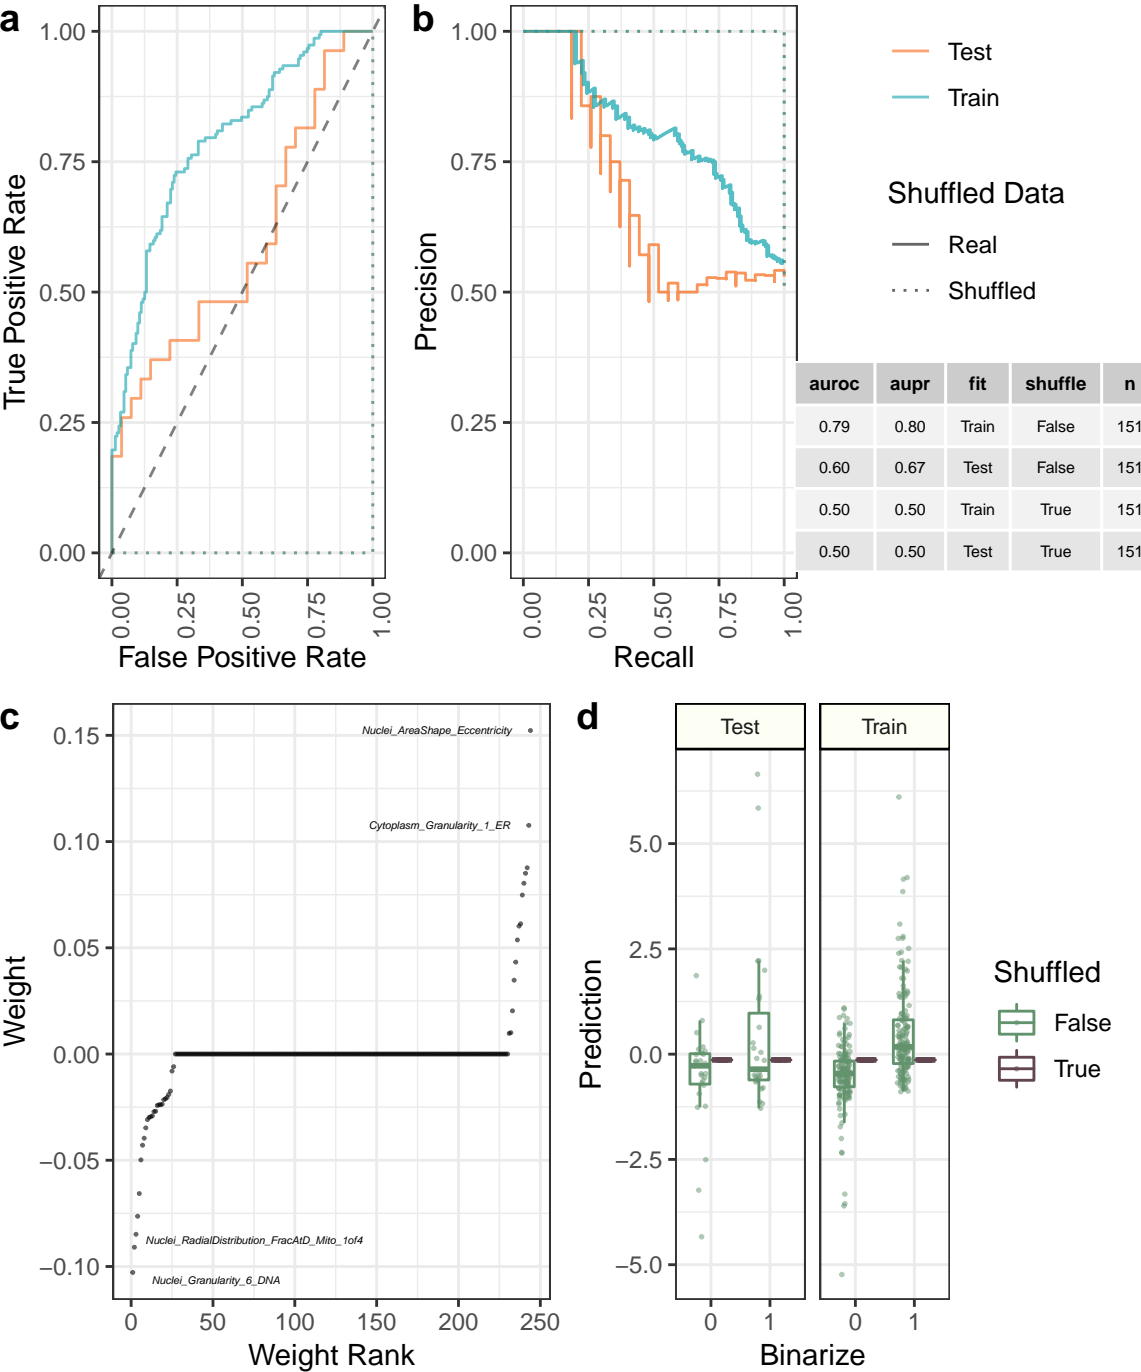 a
1.00
0.75
0.50
0.25
0.00
True Positive Rate
0.00
0.25
0.50
0.75
1.00
False Positive Rate
b
1.00
0.75
0.50
0.25
0.00
Precision
0.00
0.25
0.50
0.75
1.00
Recall
Test
Train
Shuffled Data
Real
Shuffled
auroc aupr fit shuffle n
0.79 0.80 Train False 151
0.60 0.67 Test False 151
0.50 0.50 Train True 151
0.50 0.50 Test True 151
c
0.15
0.10
0.05
0.00
−0.05
−0.10
Weight
Nuclei_AreaShape_Eccentricity
Cytoplasm_Granularity_1_ER
Nuclei_RadialDistribution_FracAtD_Mito_1of4
Nuclei_Granularity_6_DNA
0 50 100 150 200 250
Weight Rank
d
Test Train
5.0
2.5
0.0
−2.5
−5.0
Prediction
0 1 0 1
Binarize
Shuffled
False
True